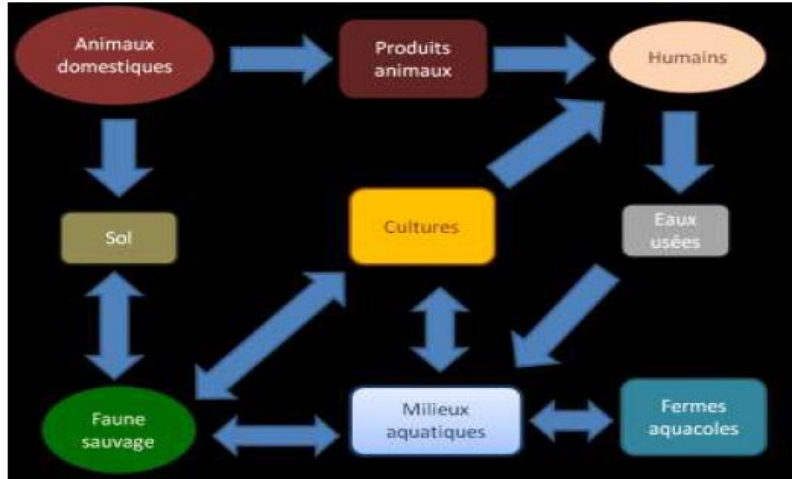 Animaux
domestiques
Produits
animaux
Humains
Sol
Cultures
Eaux
usées
Faune
sauvage
Milieux
aquatiques
Fermes
aquacoles